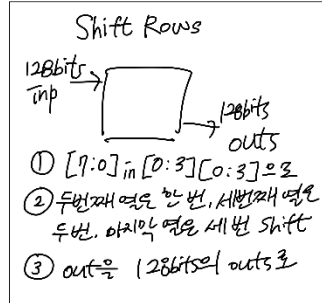 Shift Rows
128bits
inp
128bits
outs
① [7:0] in [0:3][0:3]으로
② 두번째 열은 한 번, 세번째 열은
두번, 마지막 열은 세 번 shift
③ out을 128bits의 outs로